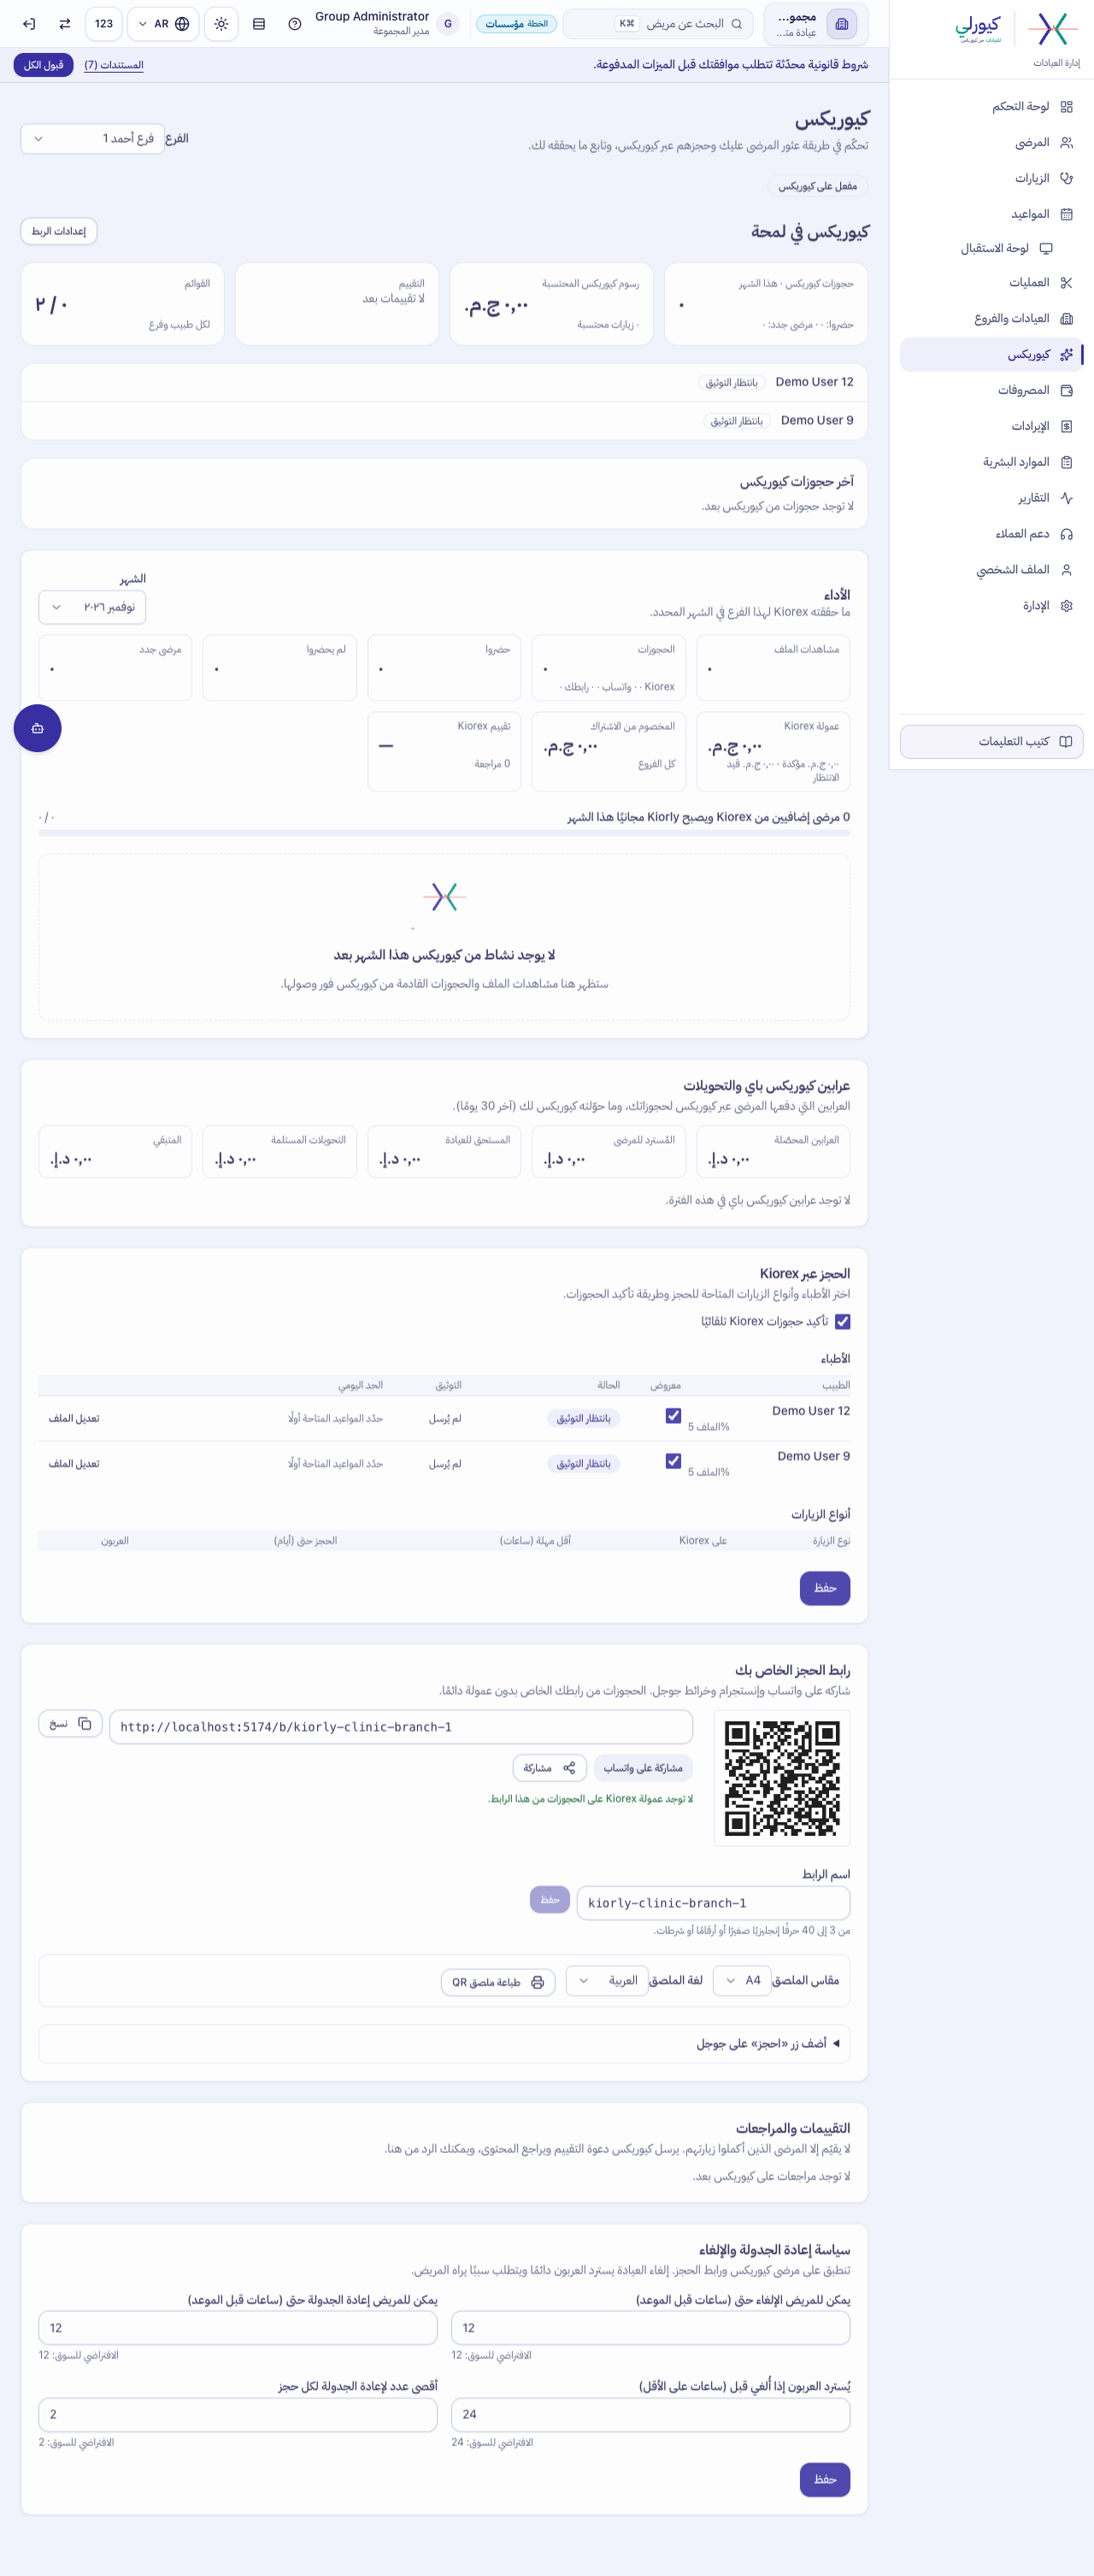 كيورلي
للعيادات من كيوريكس
إدارة العيادات
لوحة التحكم
المرضى
الزيارات
المواعيد
لوحة الاستقبال
العمليات
العيادات والفروع
كيوريكس
المصروفات
الإيرادات
الموارد البشرية
التقارير
دعم العملاء
الملف الشخصي
الإدارة
كتيب التعليمات
مجمو...
عيادة متـ...
البحث عن مريض
⌘K
الخطة مؤسسات
G
Group Administrator
مدير المجموعة
AR
123
شروط قانونية محدّثة تتطلب موافقتك قبل الميزات المدفوعة.
المستندات (7)
قبول الكل
كيوريكس
تحكّم في طريقة عثور المرضى عليك وحجزهم عبر كيوريكس، وتابع ما يحققه لك.
الفرع
فرع أحمد 1
مفعل على كيوريكس
كيوريكس في لمحة
إعدادات الربط
حجوزات كيوريكس · هذا الشهر
٠
حضروا: ٠ · مرضى جدد: ٠
رسوم كيوريكس المحتسبة
٠,٠٠ ج.م.
٠ زيارات محتسبة
التقييم
لا تقييمات بعد
القوائم
٠ / ٢
لكل طبيب وفرع
Demo User 12
بانتظار التوثيق
Demo User 9
بانتظار التوثيق
آخر حجوزات كيوريكس
لا توجد حجوزات من كيوريكس بعد.
الأداء
ما حققته Kiorex لهذا الفرع في الشهر المحدد.
الشهر
نوفمبر ٢٠٢٦
مشاهدات الملف
٠
الحجوزات
٠
Kiorex ٠ · واتساب ٠ · رابطك ٠
حضروا
٠
لم يحضروا
٠
مرضى جدد
٠
عمولة Kiorex
٠,٠٠ ج.م.
٠,٠٠ ج.م. مؤكدة · ٠,٠٠ ج.م. قيد الانتظار
المخصوم من الاشتراك
٠,٠٠ ج.م.
كل الفروع
تقييم Kiorex
—
0 مراجعة
0 مرضى إضافيين من Kiorex ويصبح Kiorly مجانيًا هذا الشهر
٠ / ٠
لا يوجد نشاط من كيوريكس هذا الشهر بعد
ستظهر هنا مشاهدات الملف والحجوزات القادمة من كيوريكس فور وصولها.
عرابين كيوريكس باي والتحويلات
العرابين التي دفعها المرضى عبر كيوريكس لحجوزاتك، وما حوّلته كيوريكس لك (آخر 30 يومًا).
العرابين المحصّلة
٠,٠٠ د.إ.
المُسترد للمرضى
٠,٠٠ د.إ.
المستحق للعيادة
٠,٠٠ د.إ.
التحويلات المستلمة
٠,٠٠ د.إ.
المتبقي
٠,٠٠ د.إ.
لا توجد عرابين كيوريكس باي في هذه الفترة.
الحجز عبر Kiorex
اختر الأطباء وأنواع الزيارات المتاحة للحجز وطريقة تأكيد الحجوزات.
تأكيد حجوزات Kiorex تلقائيًا
الأطباء
الطبيب معروض الحالة التوثيق الحد اليومي
Demo User 12
الملف 5%
بانتظار التوثيق لم يُرسل حدّد المواعيد المتاحة أولًا تعديل الملف
Demo User 9
الملف 5%
بانتظار التوثيق لم يُرسل حدّد المواعيد المتاحة أولًا تعديل الملف
أنواع الزيارات
نوع الزيارة على Kiorex أقل مهلة (ساعات) الحجز حتى (أيام) العربون
حفظ
رابط الحجز الخاص بك
شاركه على واتساب وإنستجرام وخرائط جوجل. الحجوزات من رابطك الخاص بدون عمولة دائمًا.
http://localhost:5174/b/kiorly-clinic-branch-1
نسخ
مشاركة على واتساب
مشاركة
لا توجد عمولة Kiorex على الحجوزات من هذا الرابط.
اسم الرابط
kiorly-clinic-branch-1
حفظ
من 3 إلى 40 حرفًا إنجليزيًا صغيرًا أو أرقامًا أو شرطات.
مقاس الملصق
A4
لغة الملصق
العربية
طباعة ملصق QR
أضف زر «احجز» على جوجل
التقييمات والمراجعات
لا يقيّم إلا المرضى الذين أكملوا زيارتهم. يرسل كيوريكس دعوة التقييم ويراجع المحتوى، ويمكنك الرد من هنا.
لا توجد مراجعات على كيوريكس بعد.
سياسة إعادة الجدولة والإلغاء
تنطبق على مرضى كيوريكس ورابط الحجز. إلغاء العيادة يسترد العربون دائمًا ويتطلب سببًا يراه المريض.
يمكن للمريض الإلغاء حتى (ساعات قبل الموعد)
12
الافتراضي للسوق: 12
يمكن للمريض إعادة الجدولة حتى (ساعات قبل الموعد)
12
الافتراضي للسوق: 12
يُسترد العربون إذا أُلغي قبل (ساعات على الأقل)
24
الافتراضي للسوق: 24
أقصى عدد لإعادة الجدولة لكل حجز
2
الافتراضي للسوق: 2
حفظ